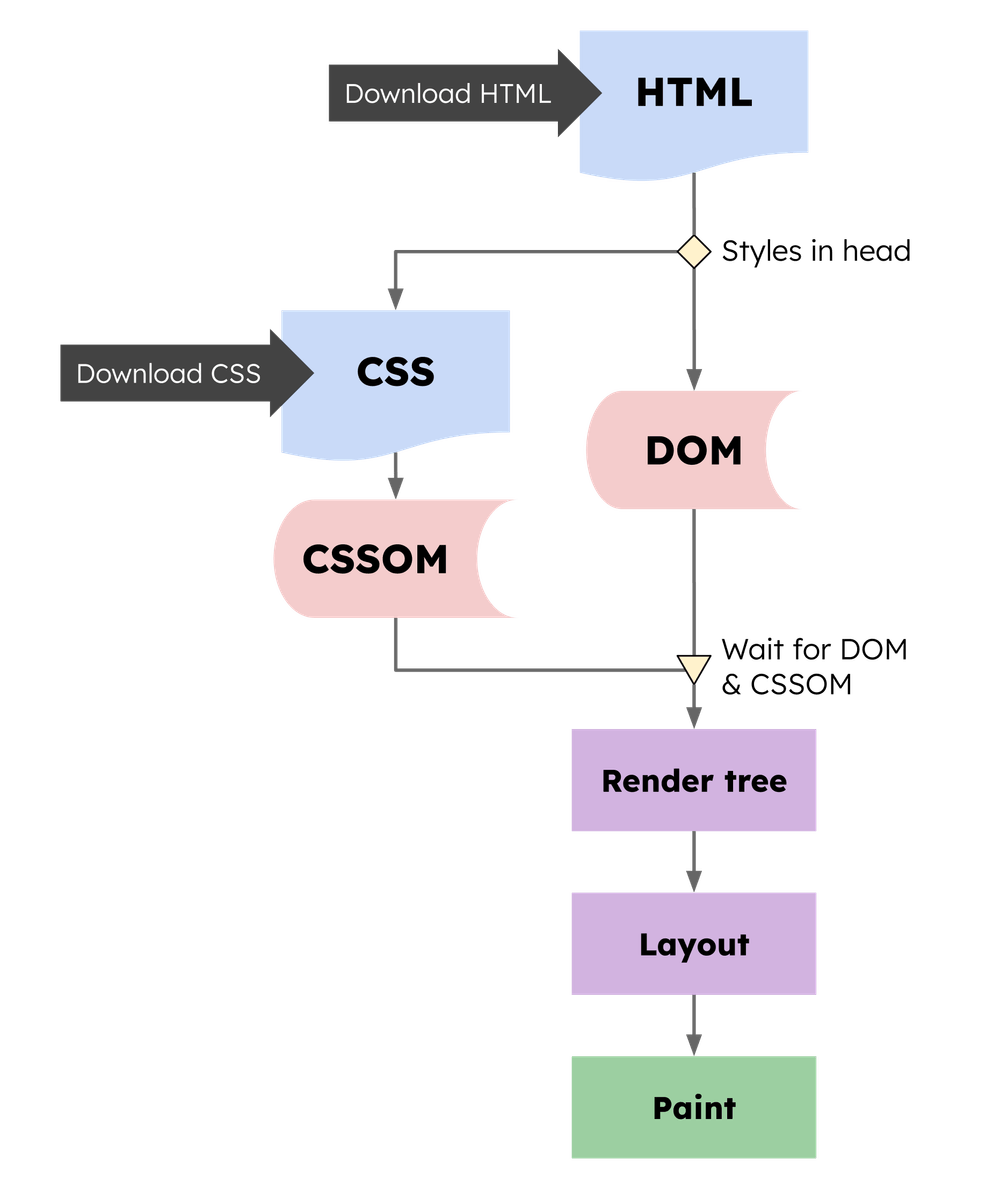 Download HTML
HTML
Styles in head
Download CSS
CSS
DOM
CSSOM
Wait for DOM
& CSSOM
Render tree
Layout
Paint